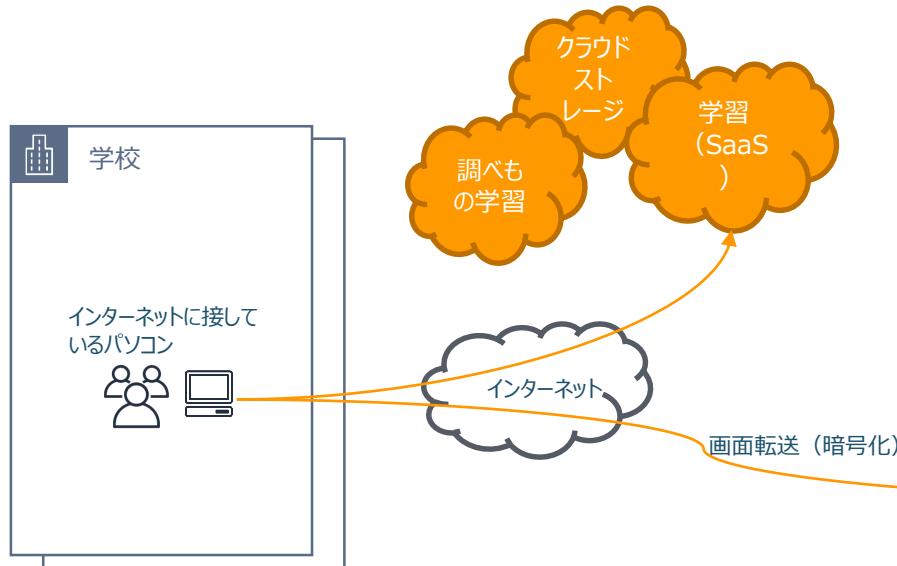 クラウド
スト
レージ
学習
（SaaS
）
調べも
の学習
学校
インターネットに接して
いるパソコン
インターネット
画面転送（暗号化）